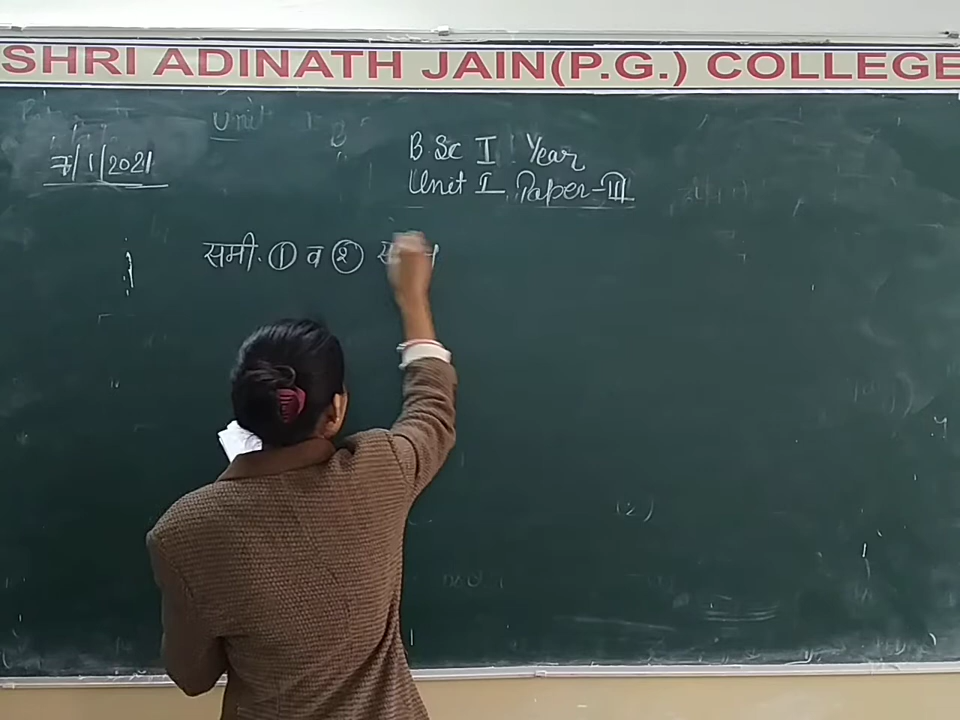 SHRI ADINATH JAIN(P.G.) COLLEGE
7/1/2021
B.Sc I Year
Unit I Paper-III
समी. ① व ②